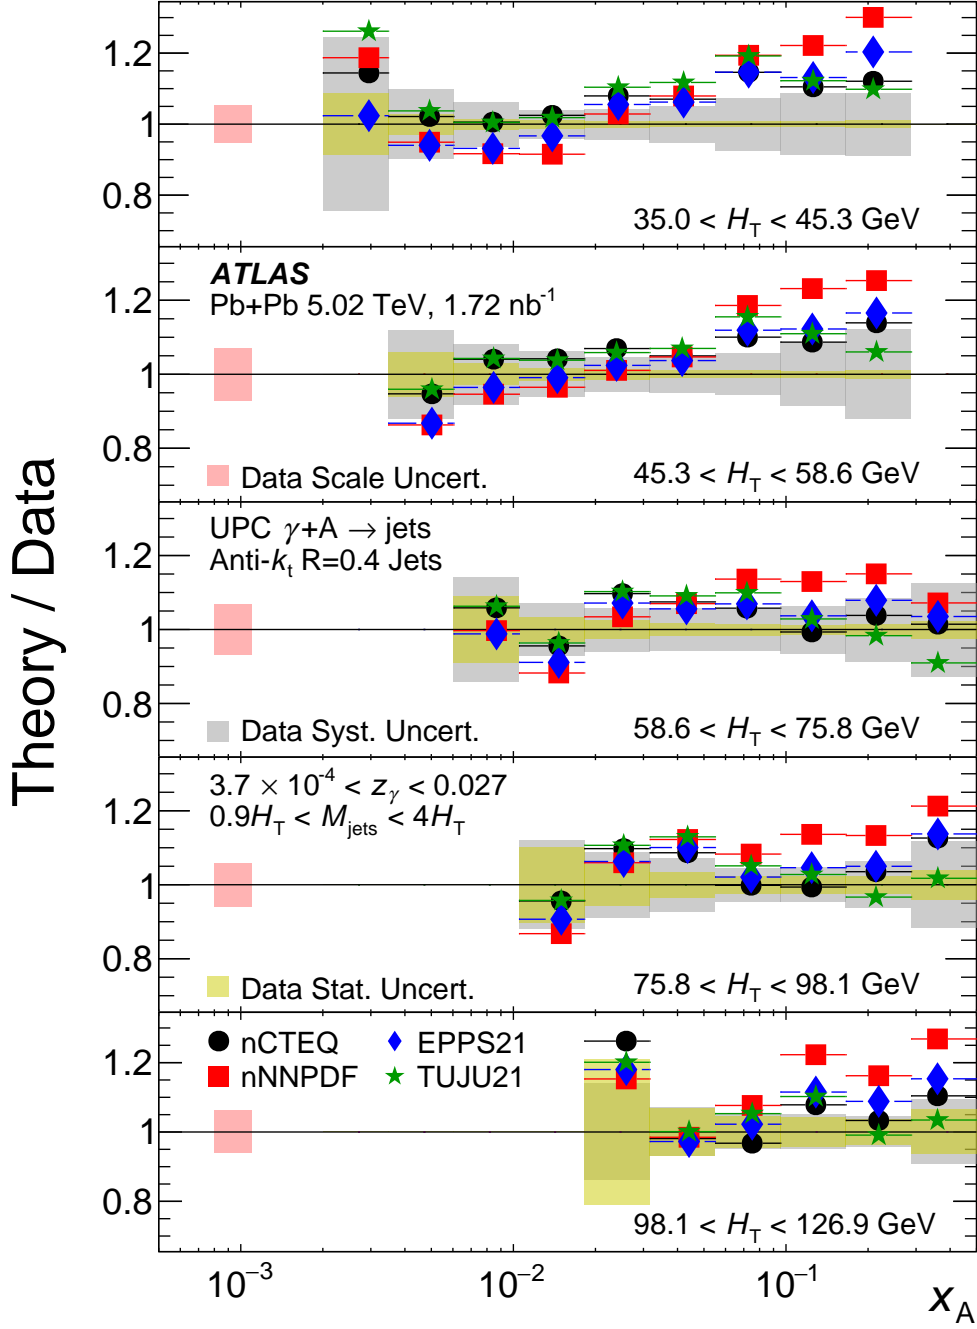 Theory / Data
1.2
1
0.8
35.0 < H_T < 45.3 GeV
ATLAS
Pb+Pb 5.02 TeV, 1.72 nb⁻¹
1.2
1
0.8
Data Scale Uncert.
45.3 < H_T < 58.6 GeV
UPC γ+A → jets
Anti-k_t R=0.4 Jets
1.2
1
0.8
Data Syst. Uncert.
58.6 < H_T < 75.8 GeV
3.7 × 10⁻⁴ < z_γ < 0.027
0.9H_T < M_jets < 4H_T
1.2
1
0.8
Data Stat. Uncert.
75.8 < H_T < 98.1 GeV
nCTEQ EPPS21
nNNPDF TUJU21
1.2
1
0.8
98.1 < H_T < 126.9 GeV
10⁻³ 10⁻² 10⁻¹
x_A